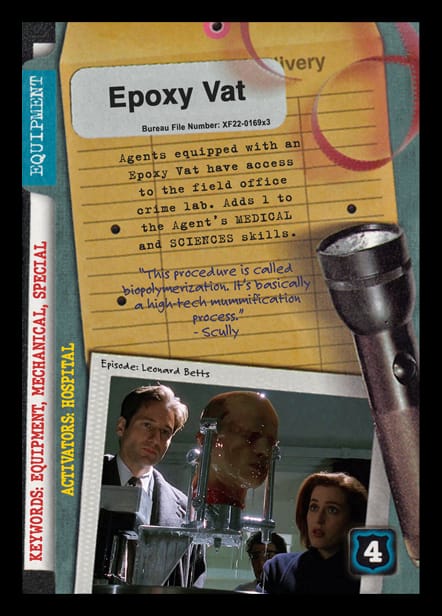 ivery
Epoxy Vat
Bureau File Number: XF22-0169x3
Agents equipped with an
Epoxy Vat have access
to the field office
crime lab. Adds 1 to
the Agent's MEDICAL
and SCIENCES skills.
"This procedure is called
biopolymerization. It's basically
a high-tech mummification
process."
- Scully
Episode: Leonard Betts
4
EQUIPMENT
KEYWORDS: EQUIPMENT, MECHANICAL, SPECIAL
ACTIVATORS: HOSPITAL